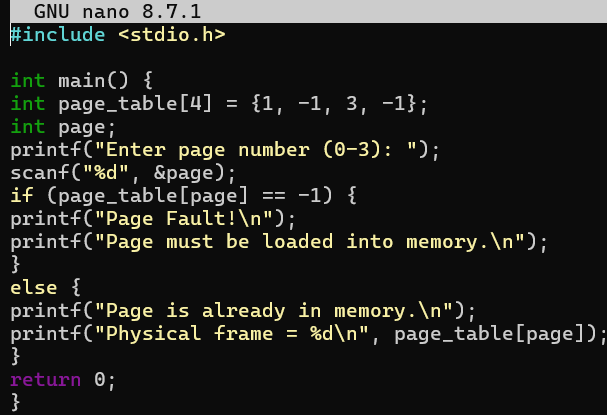 GNU nano 8.7.1
#include <stdio.h>
int main() {
int page_table[4] = {1, -1, 3, -1};
int page;
printf("Enter page number (0-3): ");
scanf("%d", &page);
if (page_table[page] == -1) {
printf("Page Fault!\n");
printf("Page must be loaded into memory.\n");
}
else {
printf("Page is already in memory.\n");
printf("Physical frame = %d\n", page_table[page]);
}
return 0;
}